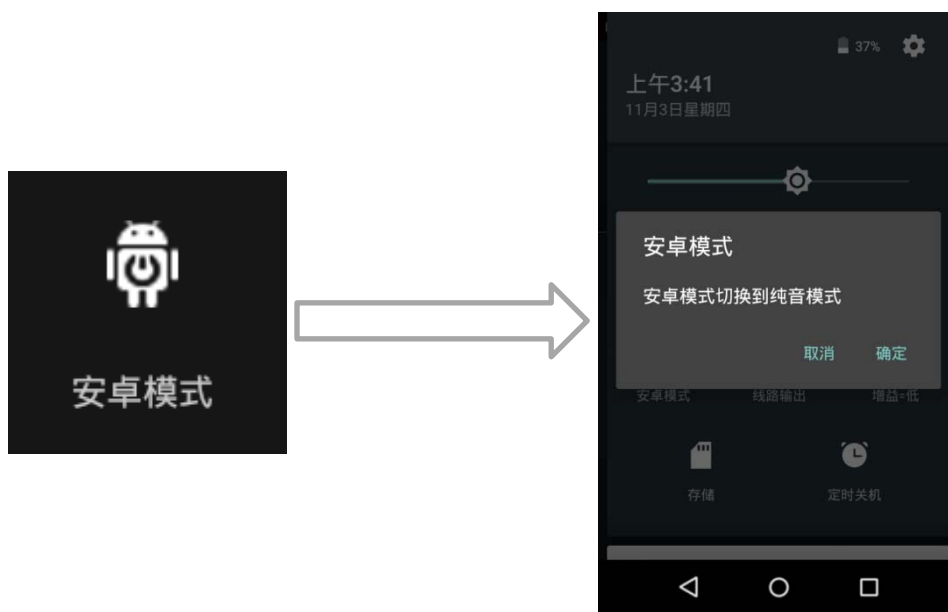 安卓模式
37%
上午3:41
11月3日星期四
安卓模式
安卓模式切换到纯音模式
取消 确定
安卓模式 线路输出 增益=低
存储 定时关机